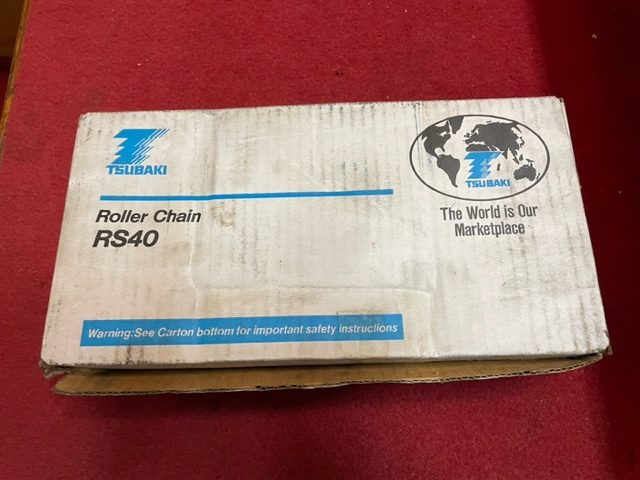 TSUBAKI
Roller Chain
RS40
Warning:See Carton bottom for important safety instructions
TSUBAKI
The World is Our
Marketplace